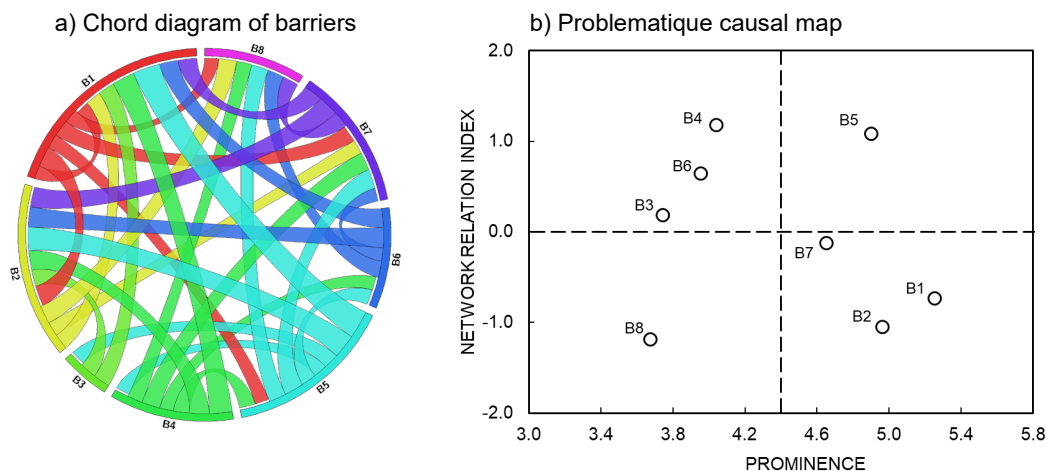 a) Chord diagram of barriers
B1
B8
B7
B6
B5
B4
B3
B2
b) Problematique causal map
NETWORK RELATION INDEX
2.0
1.0
0.0
-1.0
-2.0
B4
B5
B6
B3
B7
B1
B2
B8
3.0 3.4 3.8 4.2 4.6 5.0 5.4 5.8
PROMINENCE